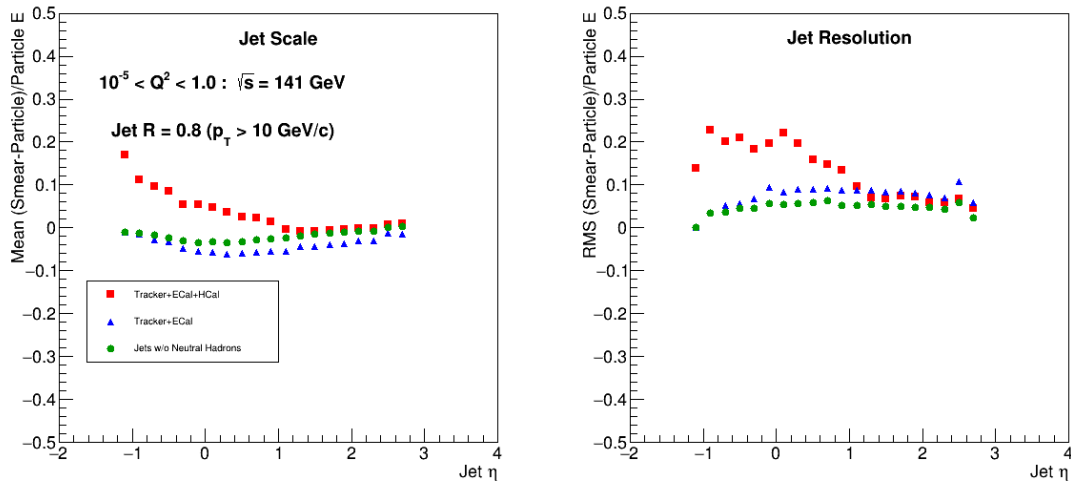 Jet Scale
10^-5 < Q^2 < 1.0 : √s = 141 GeV
Jet R = 0.8 (p_T > 10 GeV/c)
Mean (Smear-Particle)/Particle E
0.5
0.4
0.3
0.2
0.1
0
−0.1
−0.2
−0.3
−0.4
−0.5
Tracker+ECal+HCal
Tracker+ECal
Jets w/o Neutral Hadrons
−2 −1 0 1 2 3 4
Jet η
Jet Resolution
RMS (Smear-Particle)/Particle E
0.5
0.4
0.3
0.2
0.1
0
−0.1
−0.2
−0.3
−0.4
−0.5
−2 −1 0 1 2 3 4
Jet η